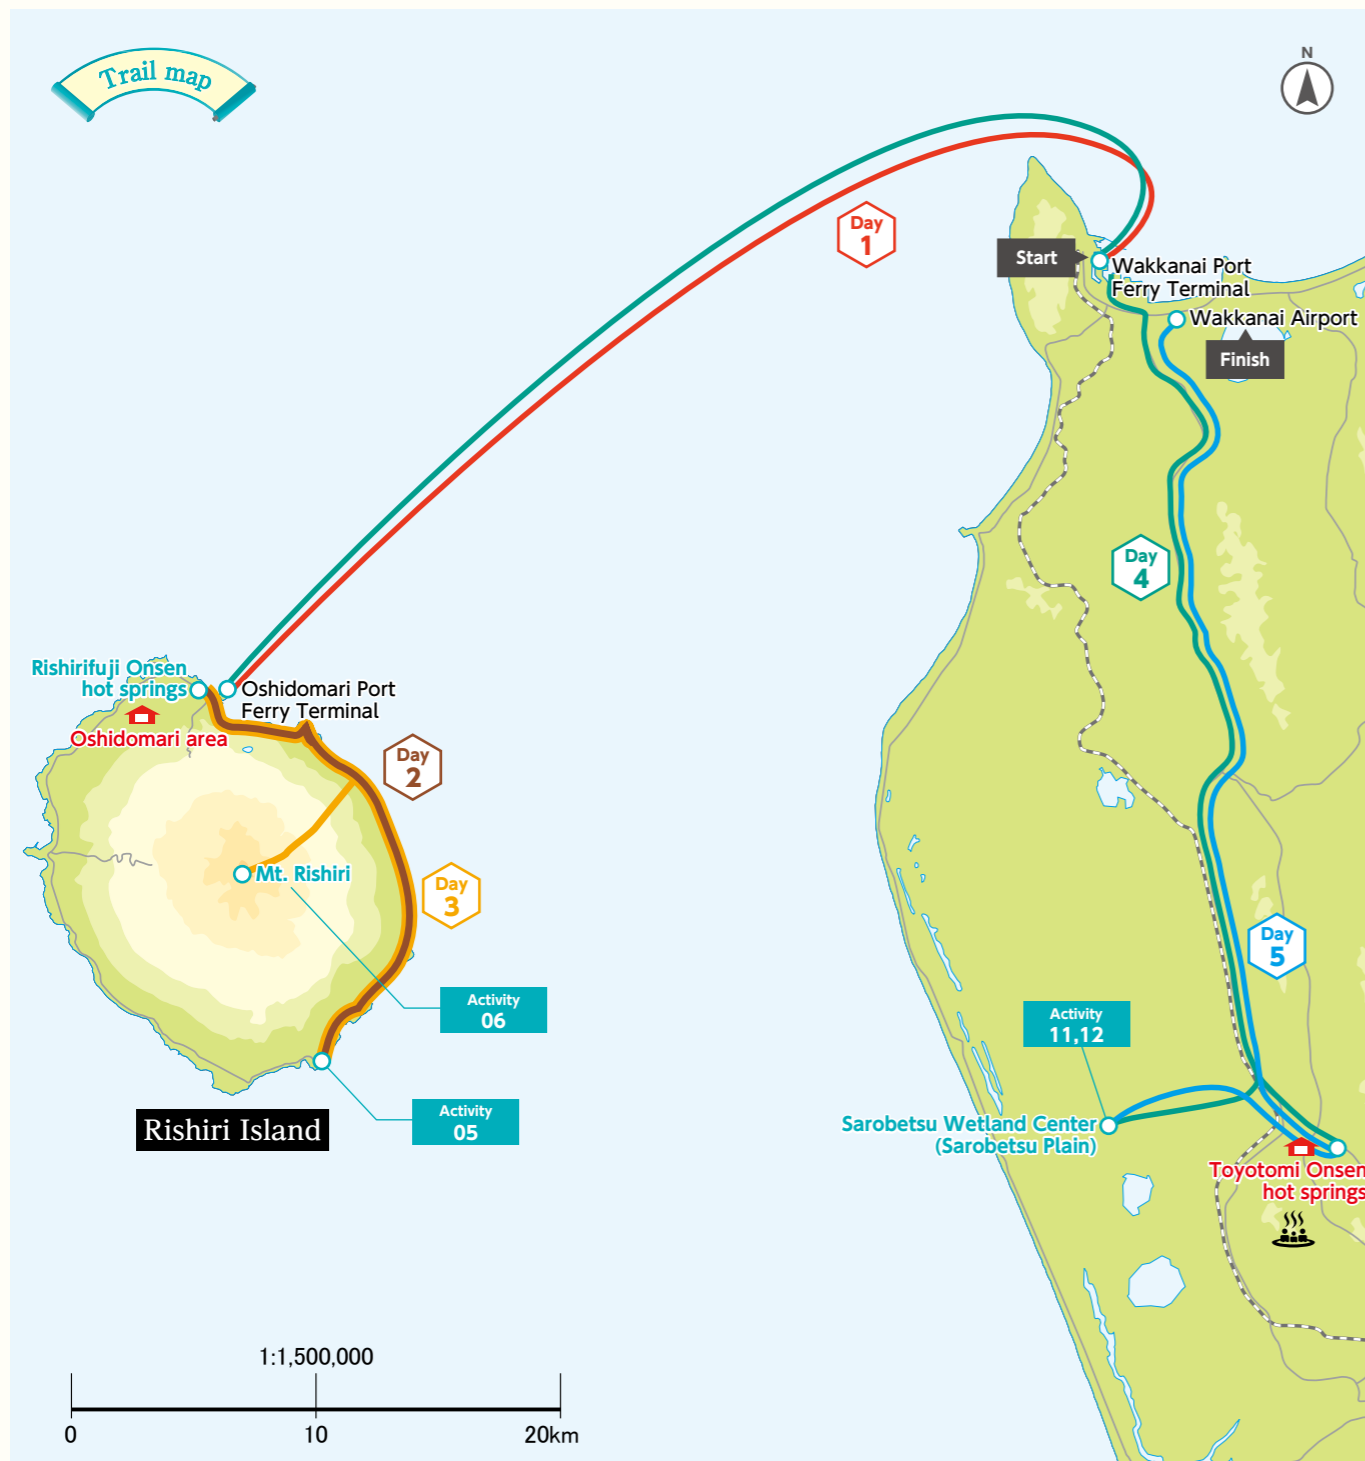 Trail map
N
Day
1
Start
Wakkanai Port
Ferry Terminal
Wakkanai Airport
Finish
Day
4
Rishirifuji Onsen
hot springs
Oshidomari Port
Ferry Terminal
Oshidomari area
Day
2
Mt. Rishiri
Day
3
Day
5
Activity
06
Activity
11,12
Activity
05
Rishiri Island
Sarobetsu Wetland Center
(Sarobetsu Plain)
Toyotomi Onsen
hot springs
1:1,500,000
0
10
20km